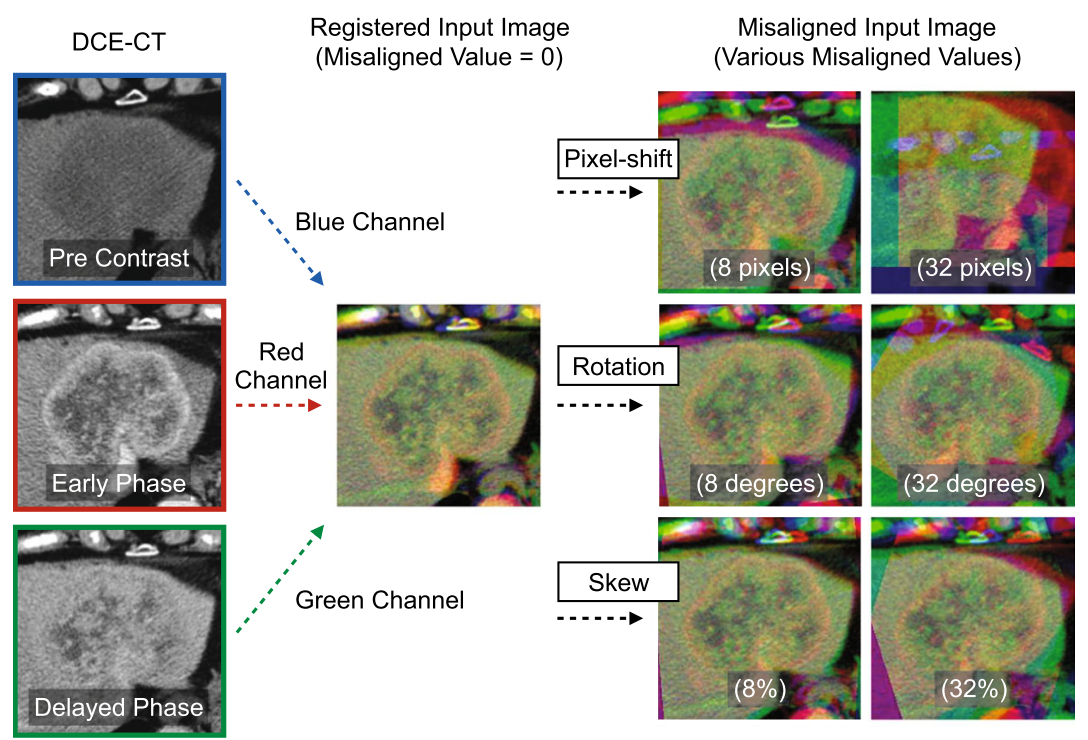 DCE-CT
Registered Input Image
(Misaligned Value = 0)
Misaligned Input Image
(Various Misaligned Values)
Pre Contrast
Blue Channel
Pixel-shift
(8 pixels)
(32 pixels)
Early Phase
Red
Channel
Rotation
(8 degrees)
(32 degrees)
Delayed Phase
Green Channel
Skew
(8%)
(32%)